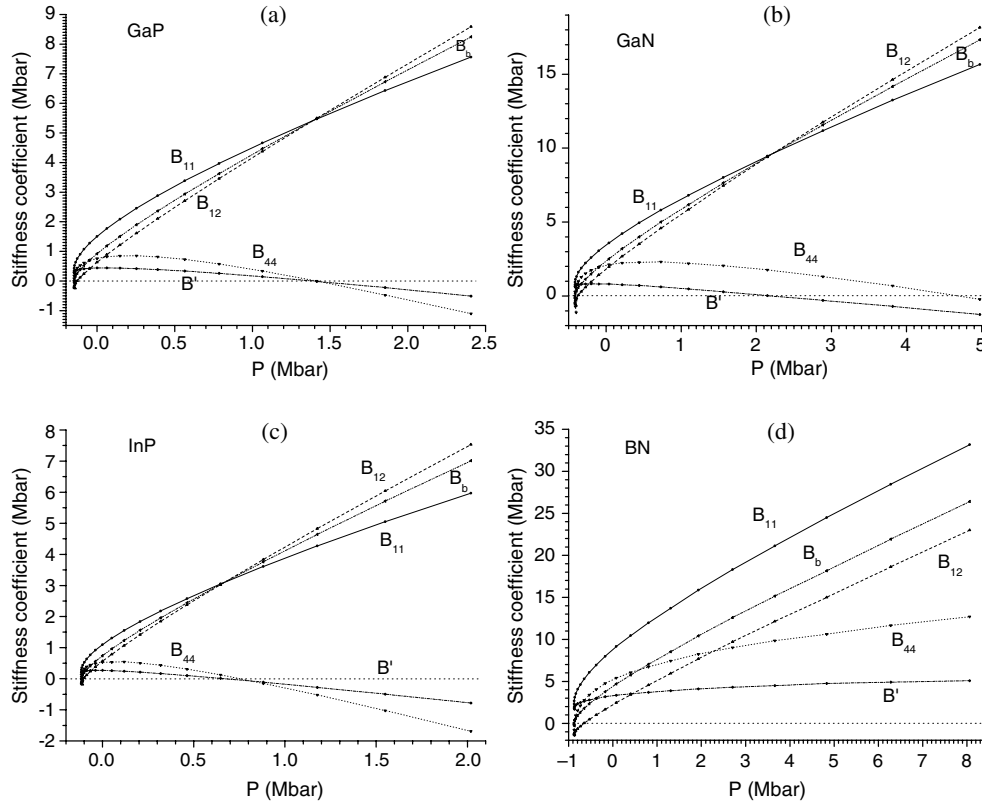 GaP
(a)
9
8
7
6
5
4
3
2
1
0
-1
Stiffness coefficient (Mbar)
B11
B12
Bb
B44
B'
0.0
0.5
1.0
1.5
2.0
2.5
P (Mbar)
GaN
(b)
15
10
5
0
Stiffness coefficient (Mbar)
B12
Bb
B11
B44
B'
0
1
2
3
4
5
P (Mbar)
InP
(c)
8
7
6
5
4
3
2
1
0
-1
-2
Stiffness coefficient (Mbar)
B12
Bb
B11
B44
B'
0.0
0.5
1.0
1.5
2.0
P (Mbar)
BN
(d)
35
30
25
20
15
10
5
0
Stiffness coefficient (Mbar)
B11
Bb
B12
B44
B'
−1
0
1
2
3
4
5
6
7
8
P (Mbar)